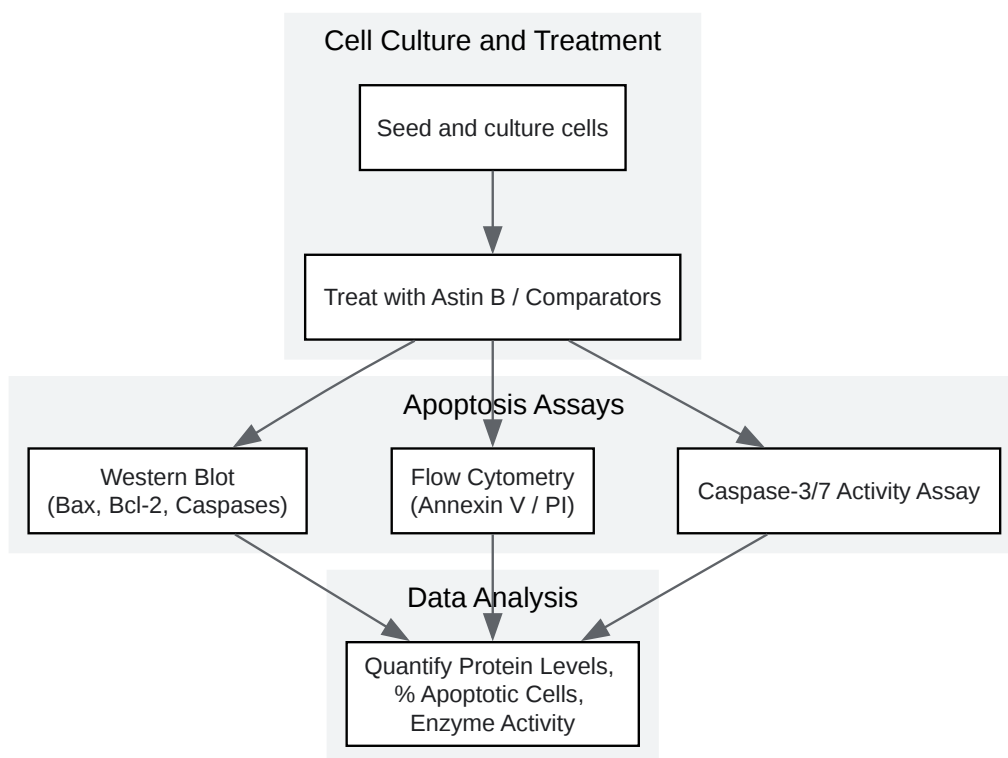 Cell Culture and Treatment
Seed and culture cells
Treat with Astin B / Comparators
Apoptosis Assays
Western Blot
(Bax, Bcl-2, Caspases)
Flow Cytometry
(Annexin V / PI)
Caspase-3/7 Activity Assay
Data Analysis
Quantify Protein Levels,
% Apoptotic Cells,
Enzyme Activity